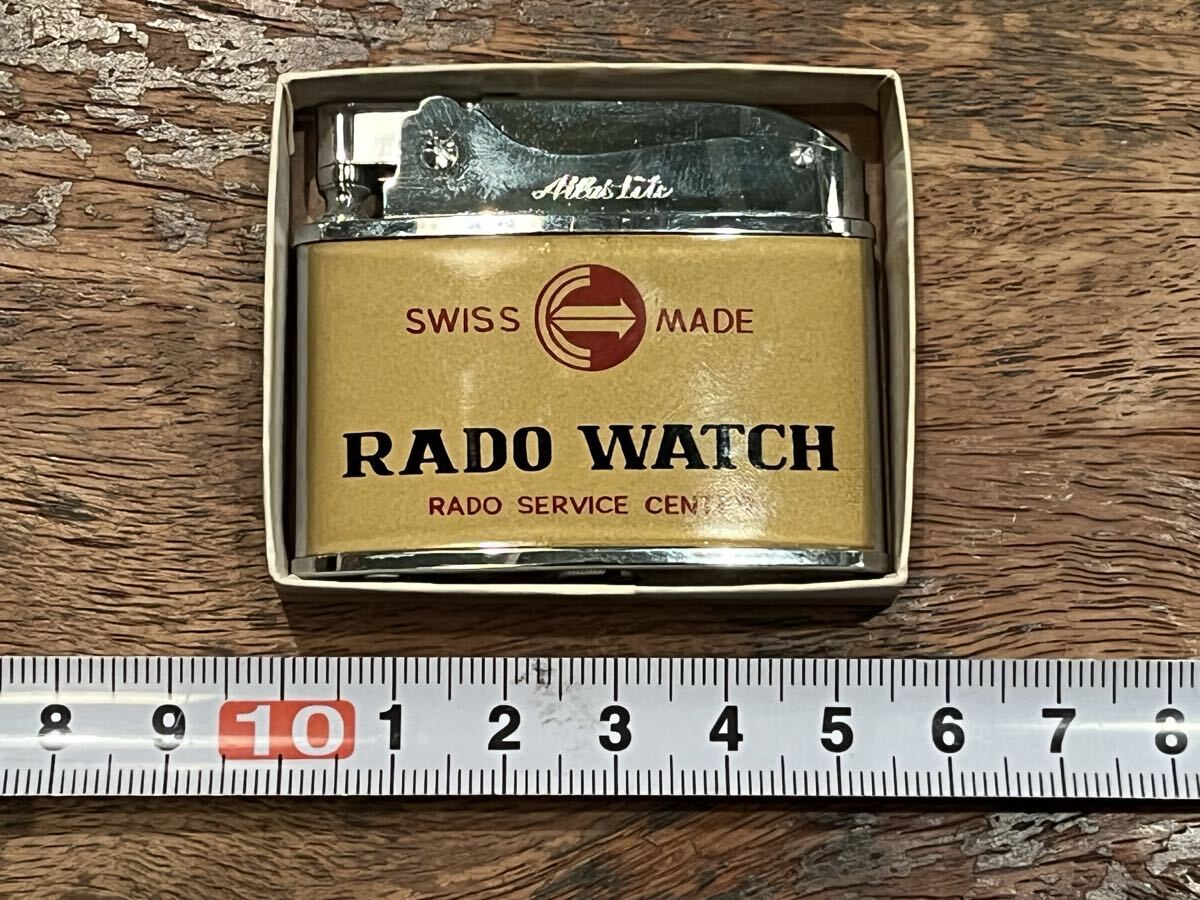 Atlas Lite
SWISS MADE
RADO WATCH
RADO SERVICE CENTER
8 9 10 1 2 3 4 5 6 7 8